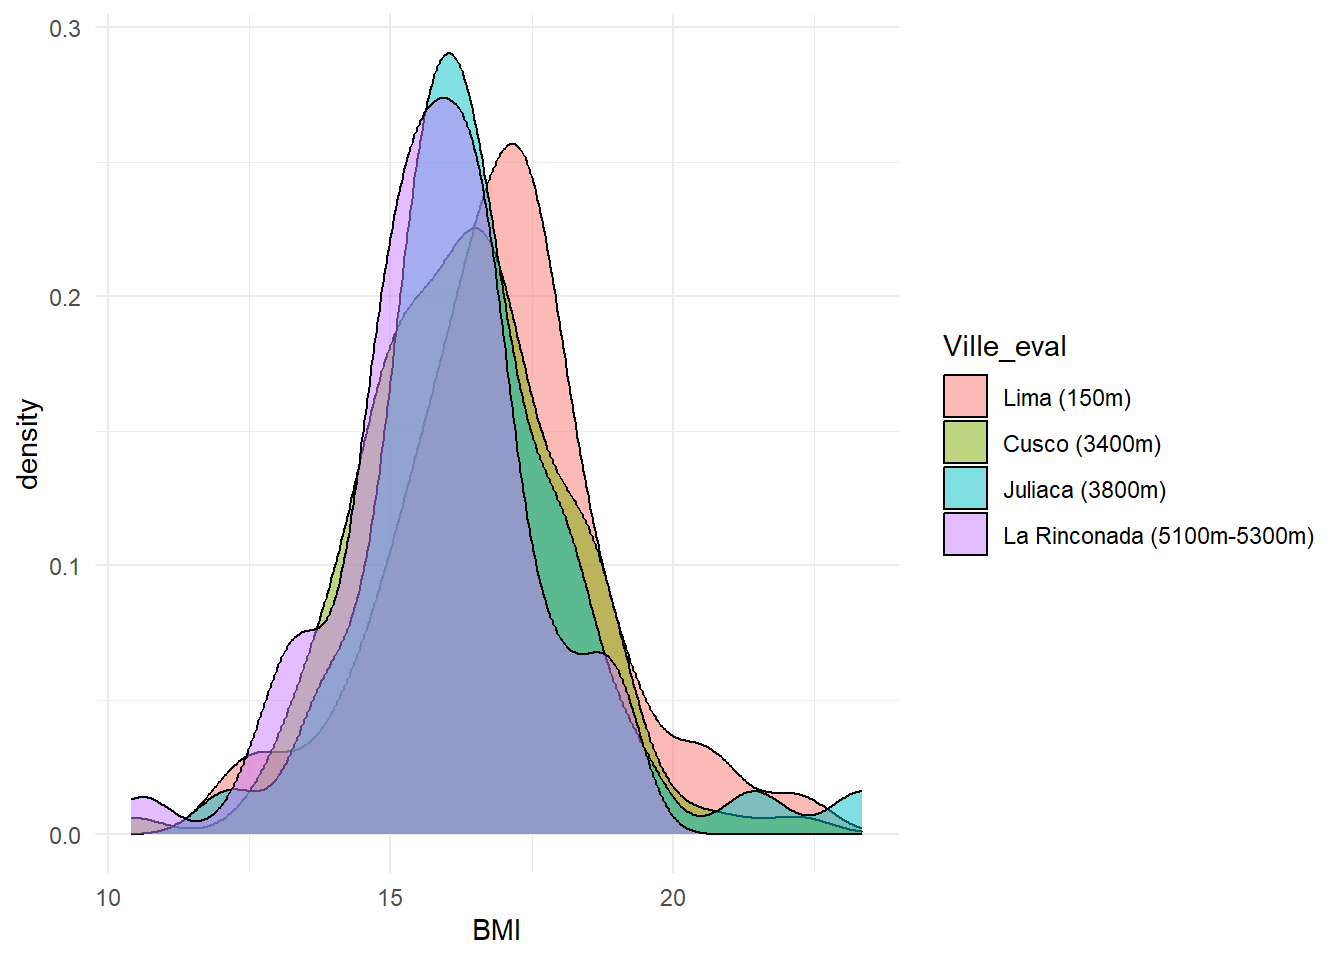 0.3
0.2
0.1
0.0
density
10
15
20
BMI
Ville_eval
Lima (150m)
Cusco (3400m)
Juliaca (3800m)
La Rinconada (5100m-5300m)